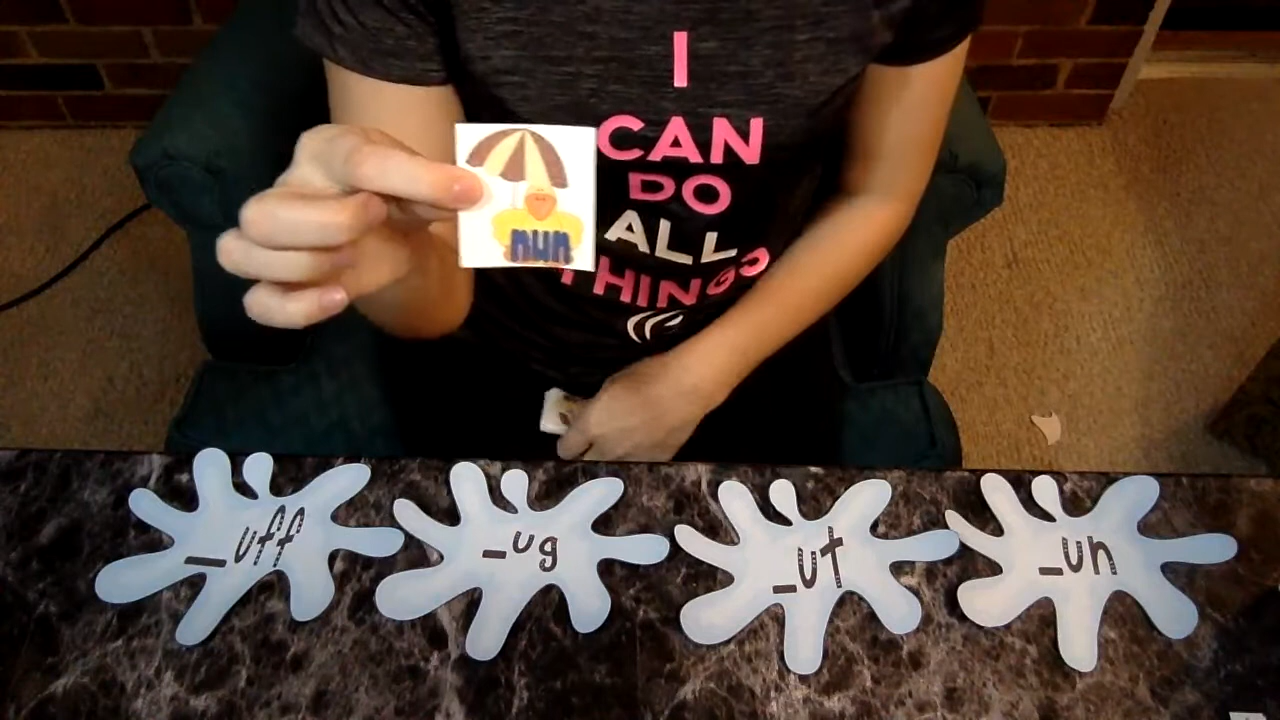 I
CAN
DO
ALL
THINGS
nun
_uff
_ug
_ut
_un